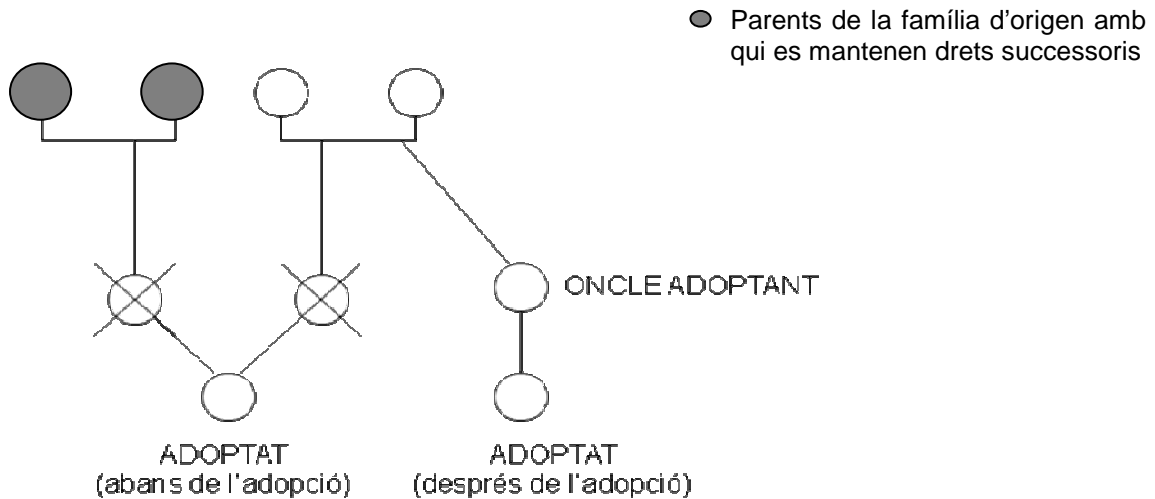 Parents de la família d'origen amb
qui es mantenen drets successoris
ONCLE ADOPTANT
ADOPTAT
(abans de l'adopció)
ADOPTAT
(després de l'adopció)